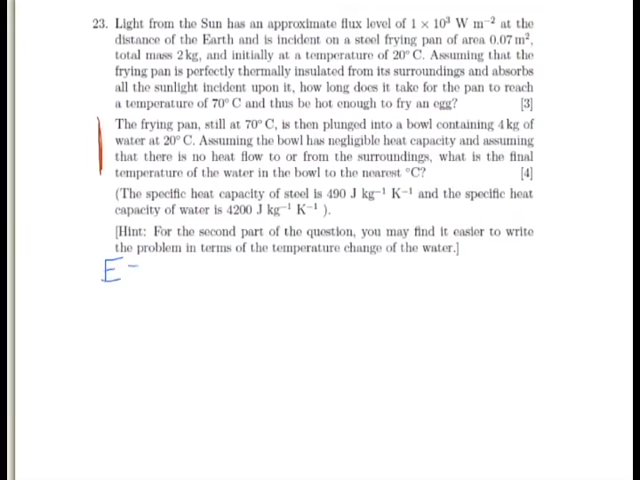 23. Light from the Sun has an approximate flux level of 1 × 10³ W m⁻² at the
distance of the Earth and is incident on a steel frying pan of area 0.07 m²,
total mass 2 kg, and initially at a temperature of 20° C. Assuming that the
frying pan is perfectly thermally insulated from its surroundings and absorbs
all the sunlight incident upon it, how long does it take for the pan to reach
a temperature of 70° C and thus be hot enough to fry an egg? [3]
The frying pan, still at 70° C, is then plunged into a bowl containing 4 kg of
water at 20° C. Assuming the bowl has negligible heat capacity and assuming
that there is no heat flow to or from the surroundings, what is the final
temperature of the water in the bowl to the nearest °C? [4]
(The specific heat capacity of steel is 490 J kg⁻¹ K⁻¹ and the specific heat
capacity of water is 4200 J kg⁻¹ K⁻¹ ).
[Hint: For the second part of the question, you may find it easier to write
the problem in terms of the temperature change of the water.]
E -